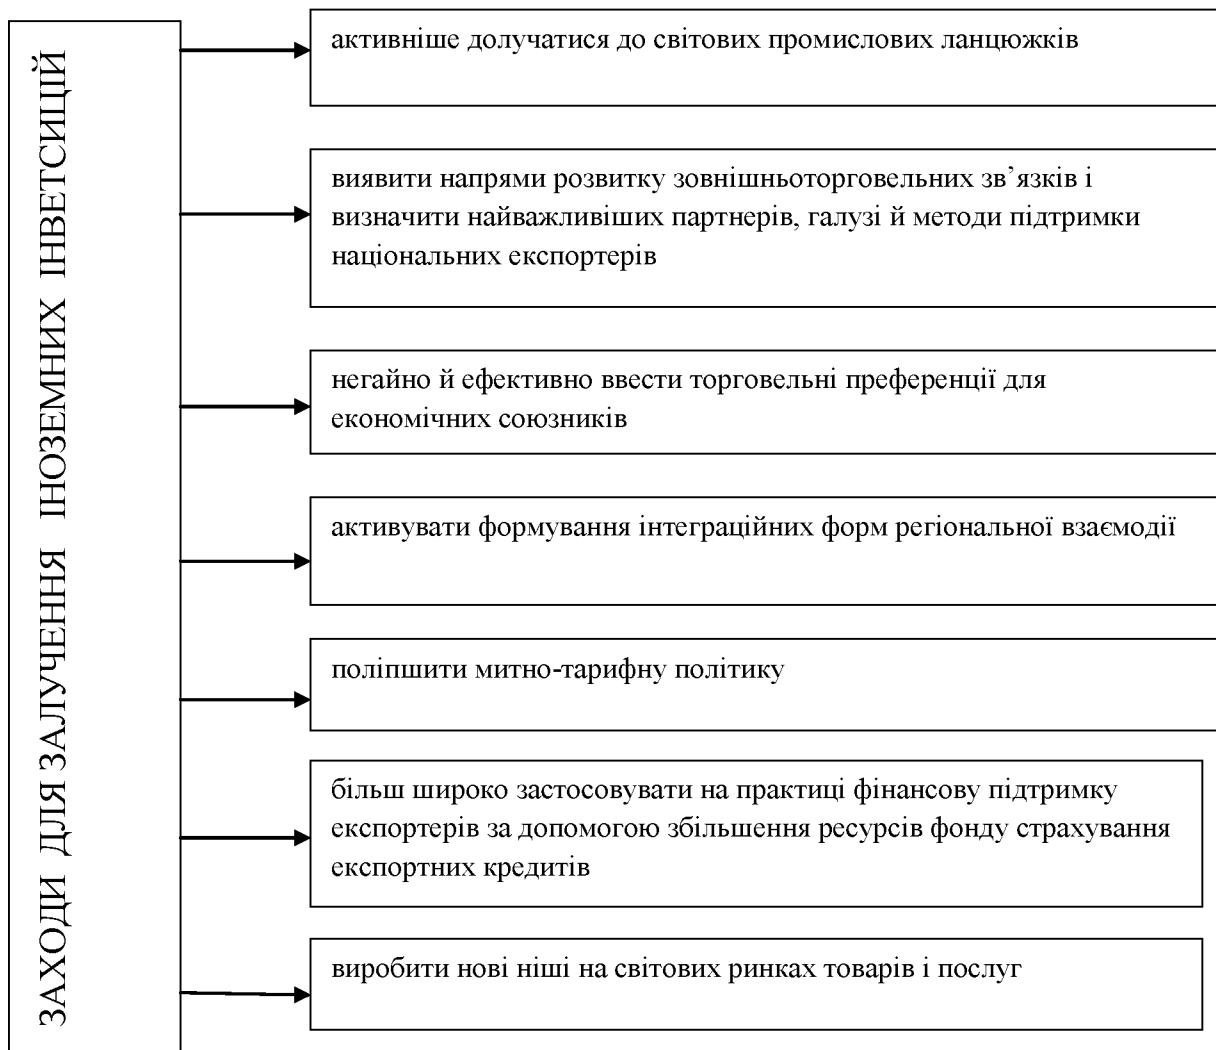 ЗАХОДИ ДЛЯ ЗАЛУЧЕННЯ ІНОЗЕМНИХ ІНВЕТСИЦІЙ
активніше долучатися до світових промислових ланцюжків
виявити напрями розвитку зовнішньоторговельних зв’язків і
визначити найважливіших партнерів, галузі й методи підтримки
національних експортерів
негайно й ефективно ввести торговельні преференції для
економічних союзників
активувати формування інтеграційних форм регіональної взаємодії
поліпшити митно-тарифну політику
більш широко застосовувати на практиці фінансову підтримку
експортерів за допомогою збільшення ресурсів фонду страхування
експортних кредитів
виробити нові ніші на світових ринках товарів і послуг